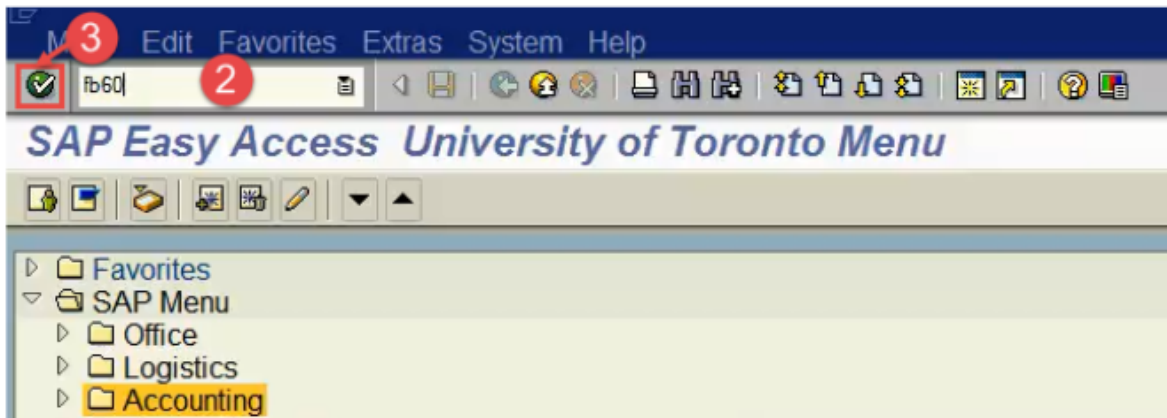 M 3 Edit Favorites Extras System Help
fb60 2
SAP Easy Access University of Toronto Menu
Favorites
SAP Menu
Office
Logistics
Accounting